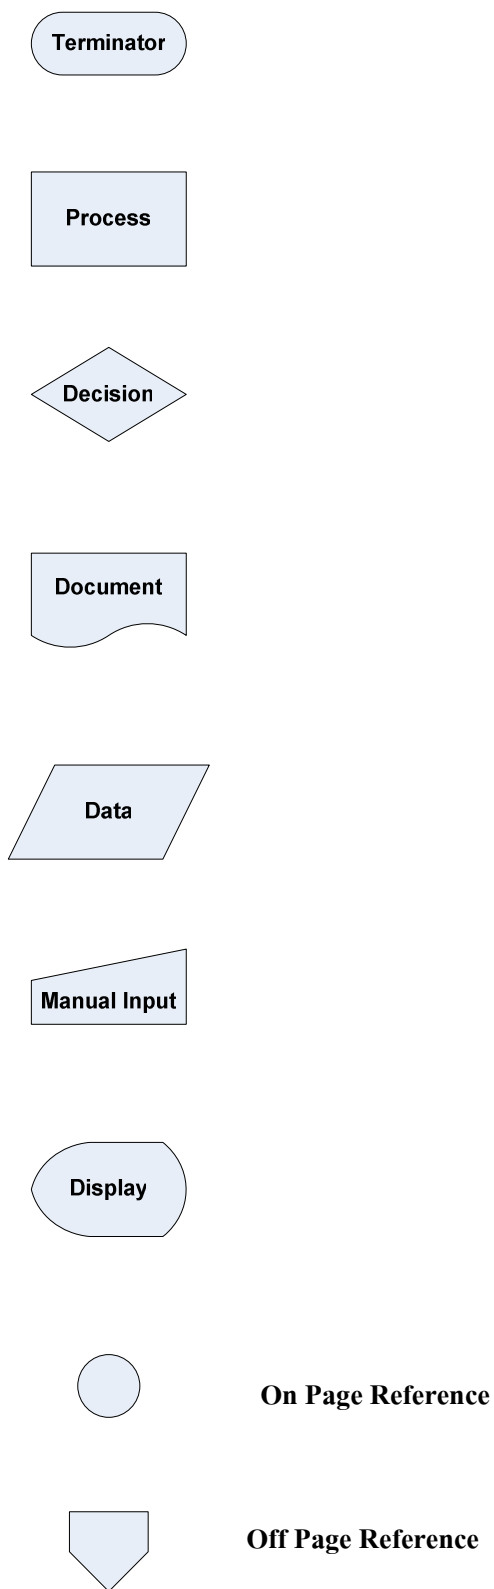 Terminator
Process
Decision
Document
Data
Manual Input
Display
On Page Reference
Off Page Reference